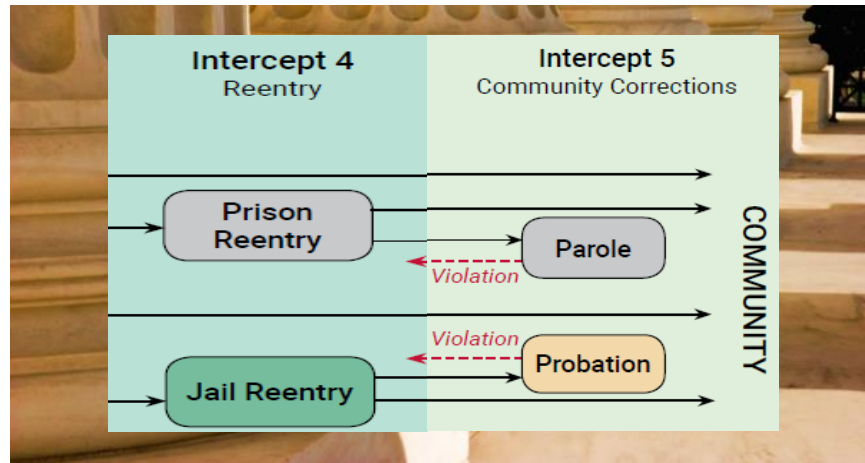 Intercept 4
Reentry
Intercept 5
Community Corrections
Prison
Reentry
Parole
Violation
Violation
Probation
Jail Reentry
COMMUNITY